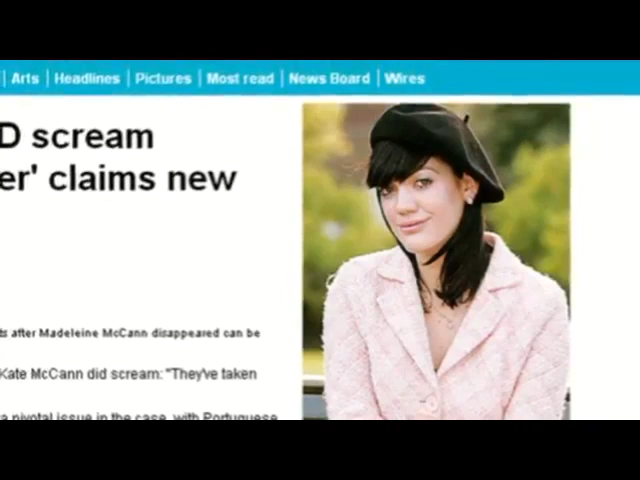 Arts | Headlines | Pictures | Most read | News Board | Wires
D scream
er' claims new
ts after Madeleine McCann disappeared can be
Kate McCann did scream: "They've taken
a pivotal issue in the case, with Portuguese